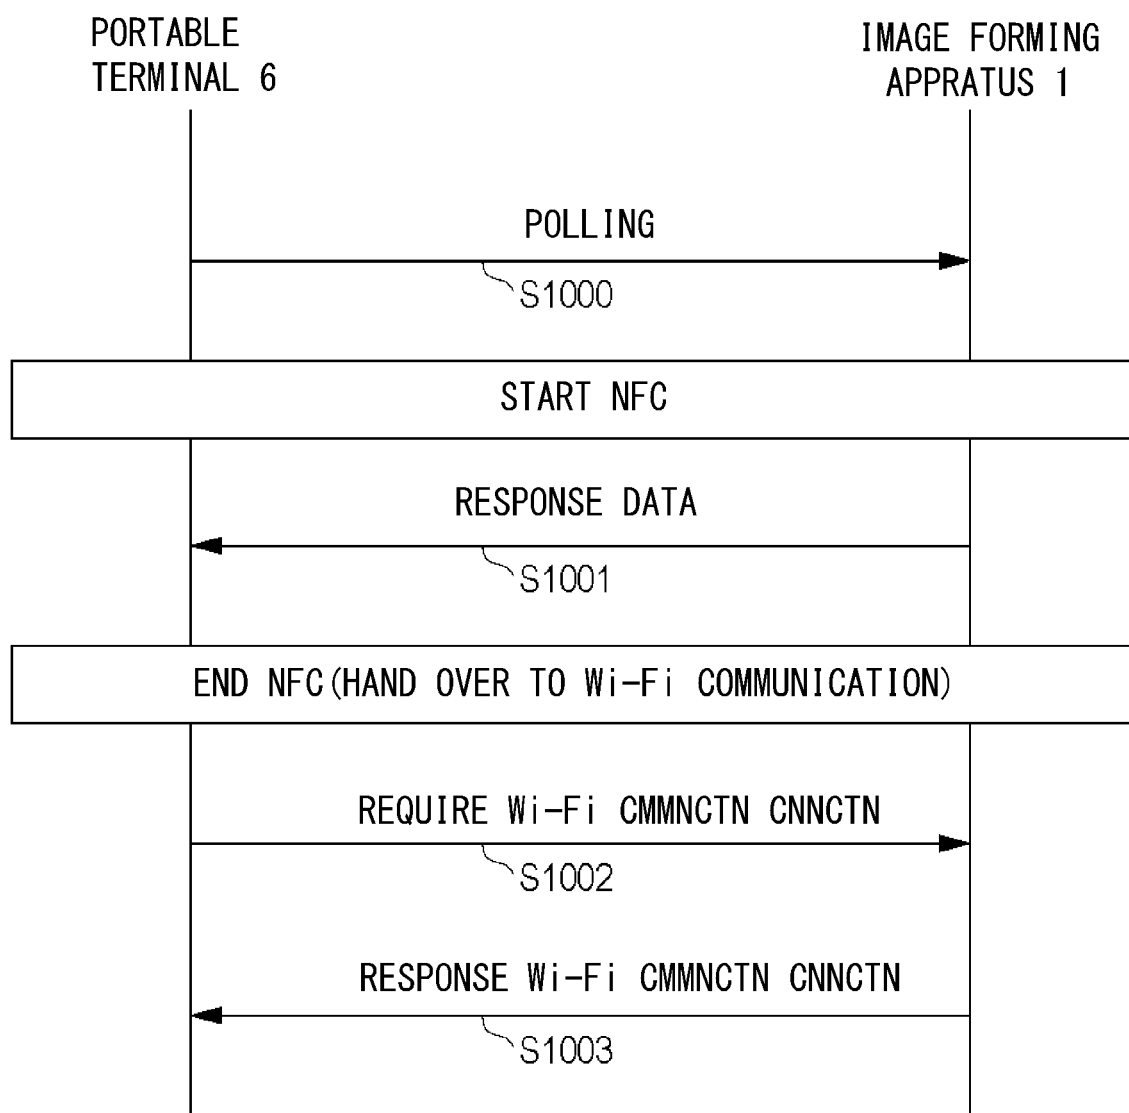 PORTABLE
TERMINAL 6
IMAGE FORMING
APPRATUS 1
POLLING
S1000
START NFC
RESPONSE DATA
S1001
END NFC(HAND OVER TO Wi-Fi COMMUNICATION)
REQUIRE Wi-Fi CMMNCTN CNNCTN
S1002
RESPONSE Wi-Fi CMMNCTN CNNCTN
S1003